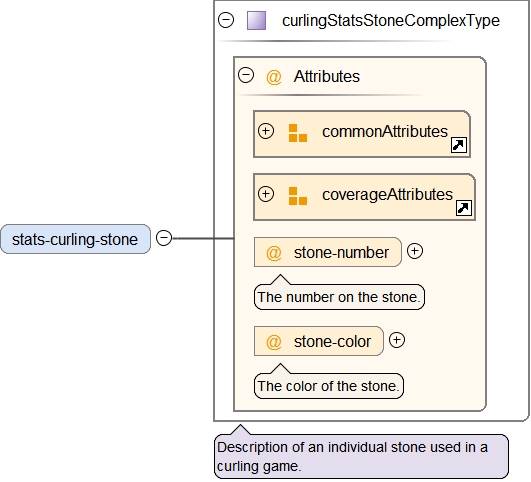 curlingStatsStoneComplexType
@ Attributes
commonAttributes
coverageAttributes
stats-curling-stone
@ stone-number
The number on the stone.
@ stone-color
The color of the stone.
Description of an individual stone used in a
curling game.